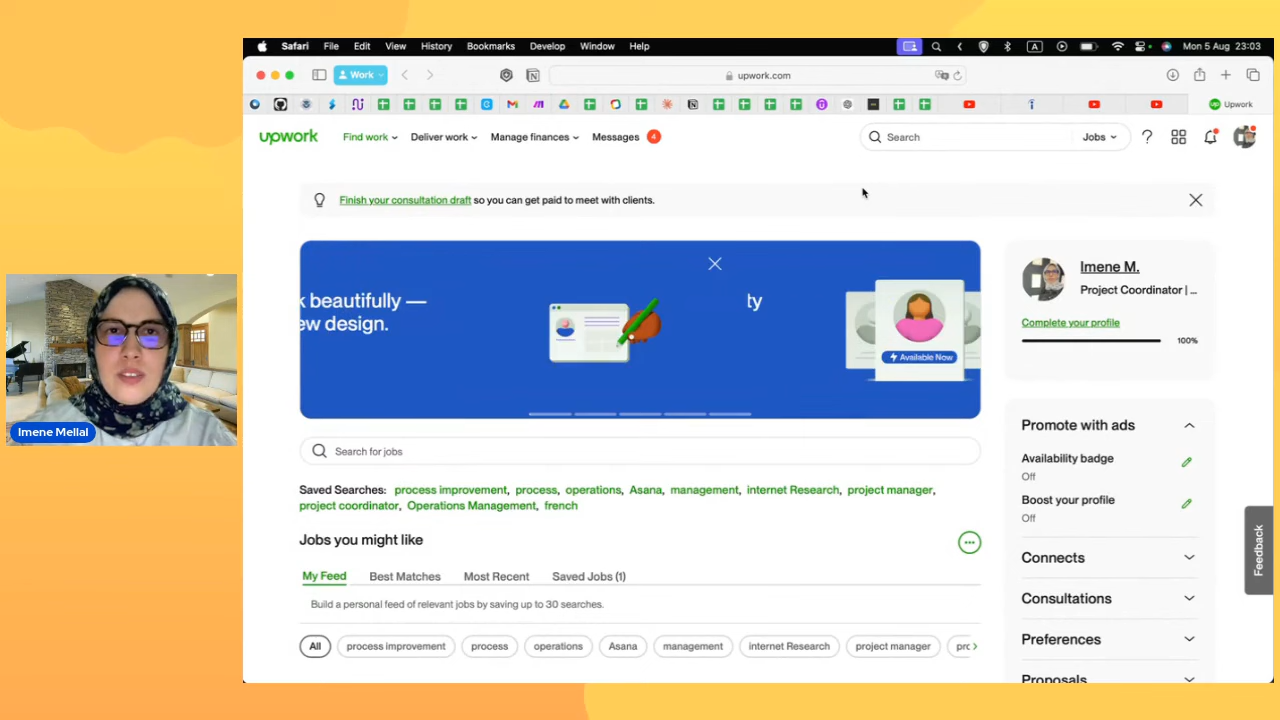 Safari File Edit View History Bookmarks Develop Window Help
A
Mon 5 Aug 23:03
Work
upwork.com
Upwork
upwork
Find work
Deliver work
Manage finances
Messages 4
Search
Jobs
?
Finish your consultation draft so you can get paid to meet with clients.
k beautifully —
ew design.
ty
Available Now
Imene M.
Project Coordinator | ...
Complete your profile
100%
Imene Mellal
Search for jobs
Saved Searches: process improvement, process, operations, Asana, management, internet Research, project manager,
project coordinator, Operations Management, french
Jobs you might like
My Feed
Best Matches
Most Recent
Saved Jobs (1)
Build a personal feed of relevant jobs by saving up to 30 searches.
All
process improvement
process
operations
Asana
management
internet Research
project manager
Promote with ads
Availability badge
Off
Boost your profile
Off
Connects
Consultations
Preferences
Proposals
Feedback